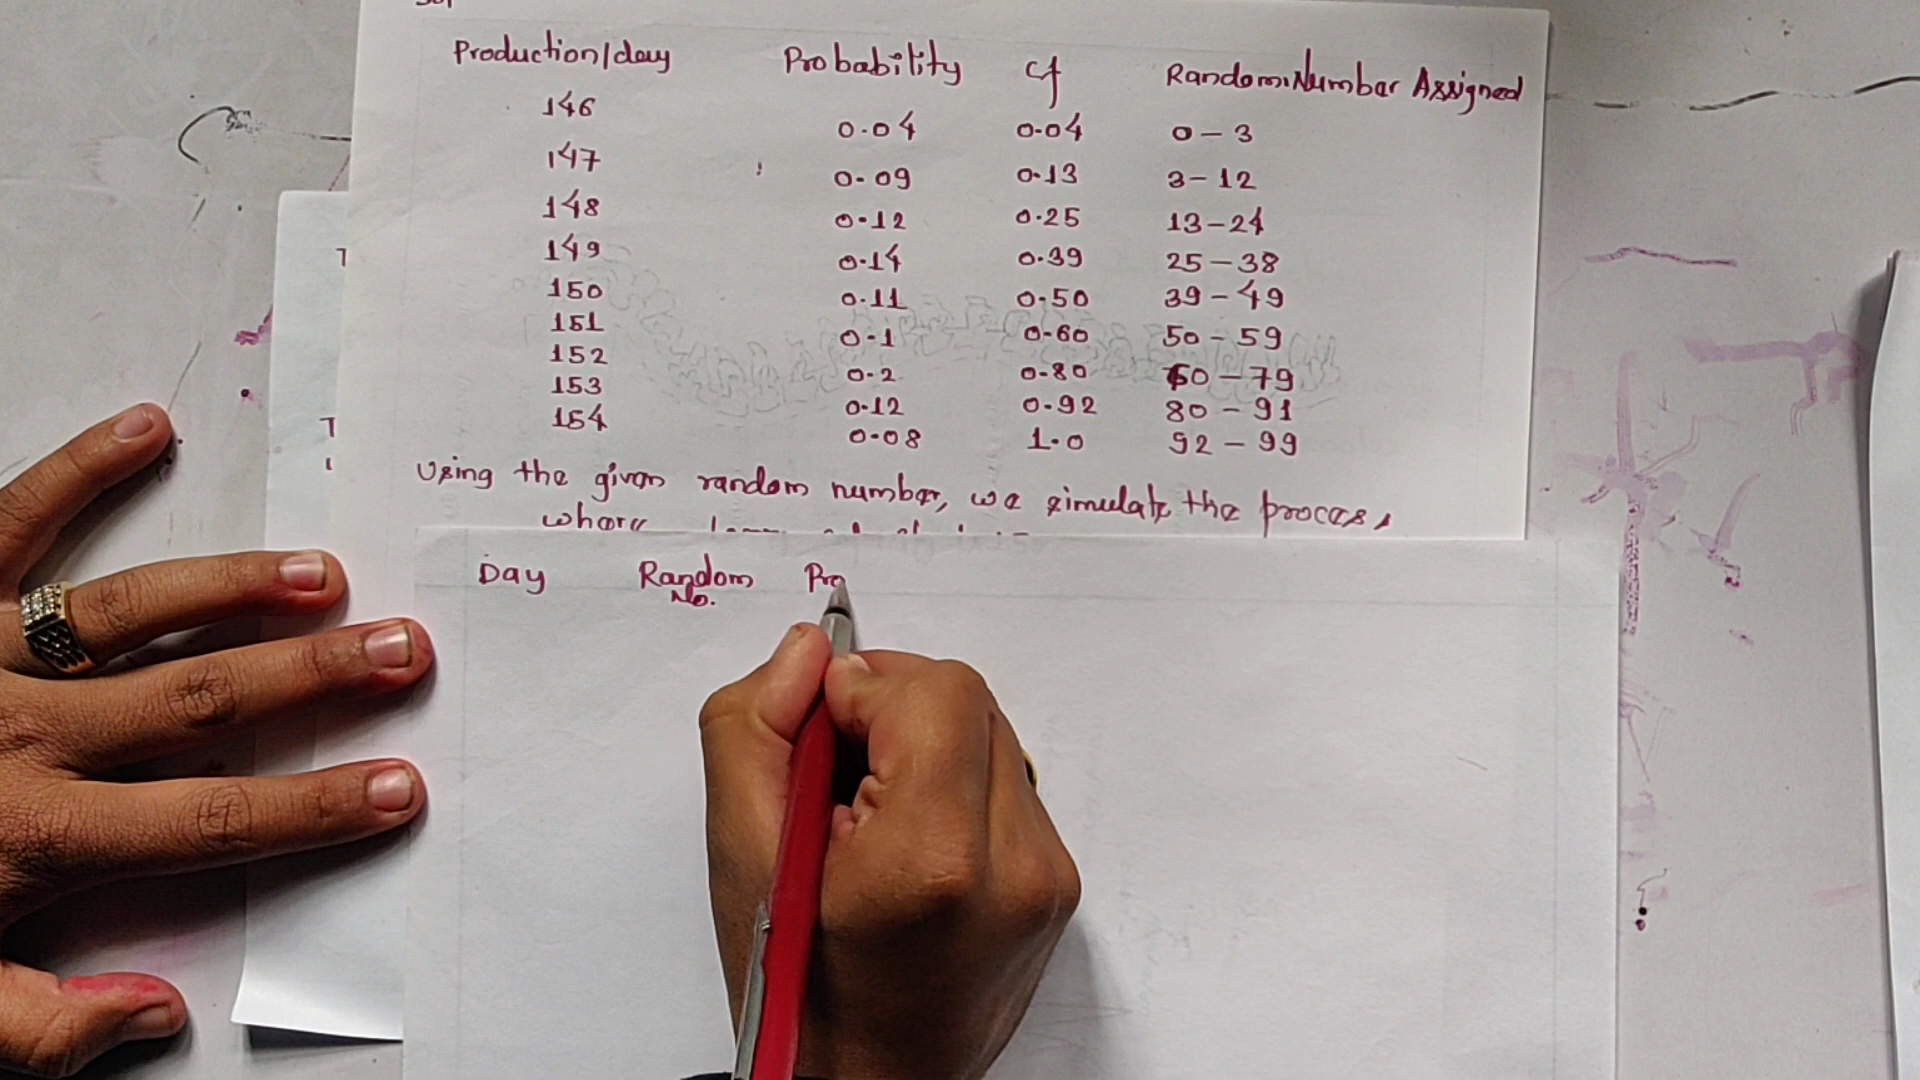 Production/day Probability cf Random Number Assigned
146 0.04 0.04 0 - 3
147 0.09 0.13 3 - 12
148 0.12 0.25 13 - 24
149 0.14 0.39 25 - 38
150 0.11 0.50 39 - 49
151 0.1 0.60 50 - 59
152 0.2 0.80 60 - 79
153 0.12 0.92 80 - 91
154 0.08 1.0 92 - 99
Using the given random number, we simulate the process,
where
Day Random Pro
No.